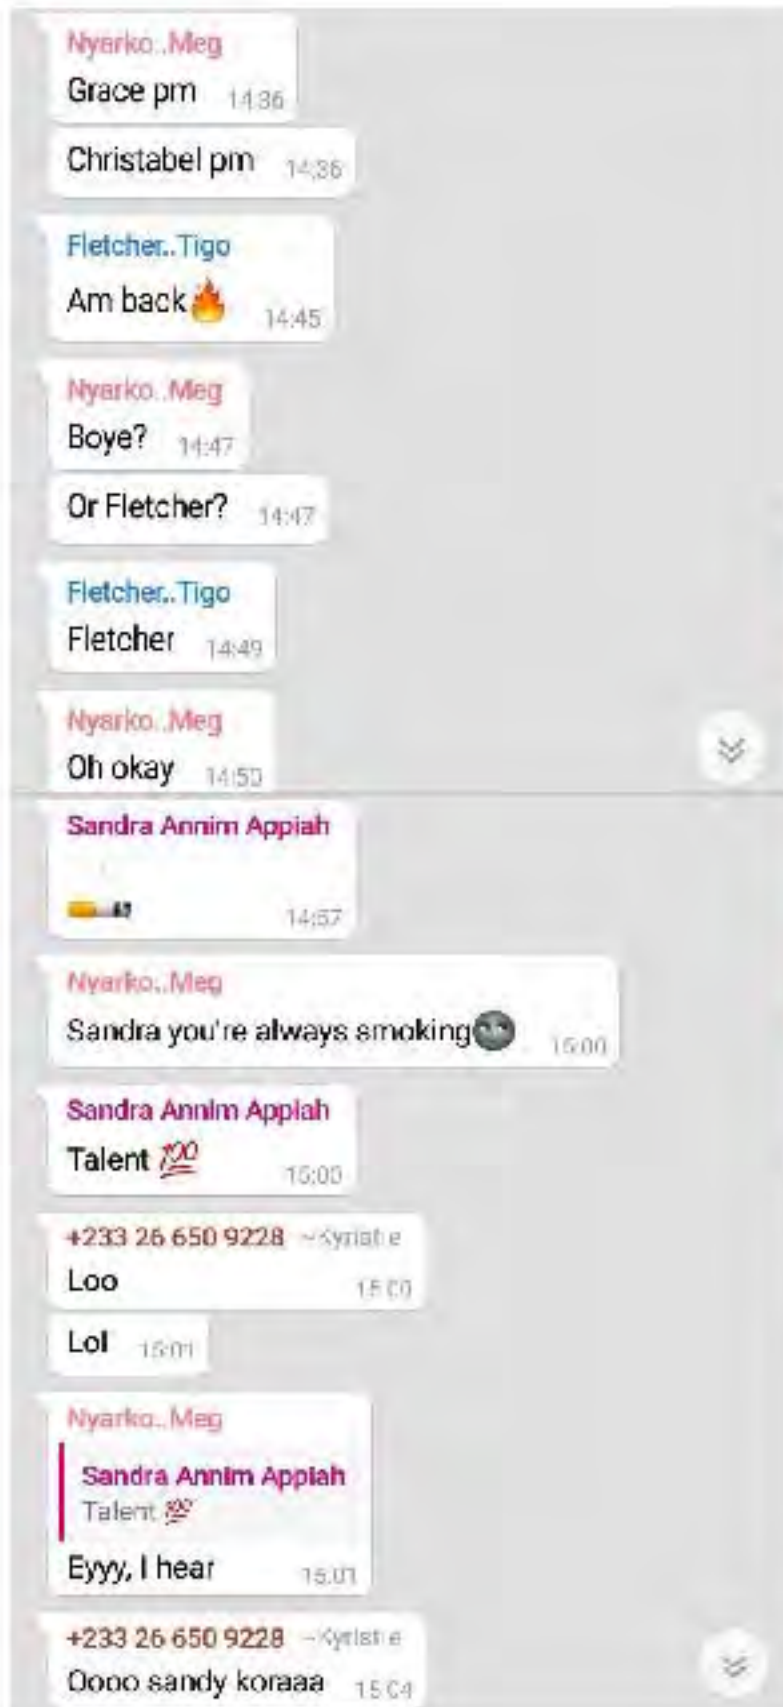 Nyarko..Meg
Grace pm 14:36
Christabel pm 14:36
Fletcher..Tigo
Am back🔥 14:45
Nyarko..Meg
Boye? 14:47
Or Fletcher? 14:47
Fletcher..Tigo
Fletcher 14:49
Nyarko..Meg
Oh okay 14:50
Sandra Annim Appiah
🚬 14:57
Nyarko..Meg
Sandra you're always smoking🌚 15:00
Sandra Annim Appiah
Talent 💯 15:00
+233 26 650 9228 ~Kyristie
Loo 15:00
Lol 15:01
Nyarko..Meg
Sandra Annim Appiah
Talent 💯
Eyyy, I hear 15:01
+233 26 650 9228 ~Kyristie
Oooo sandy koraaa 15:04